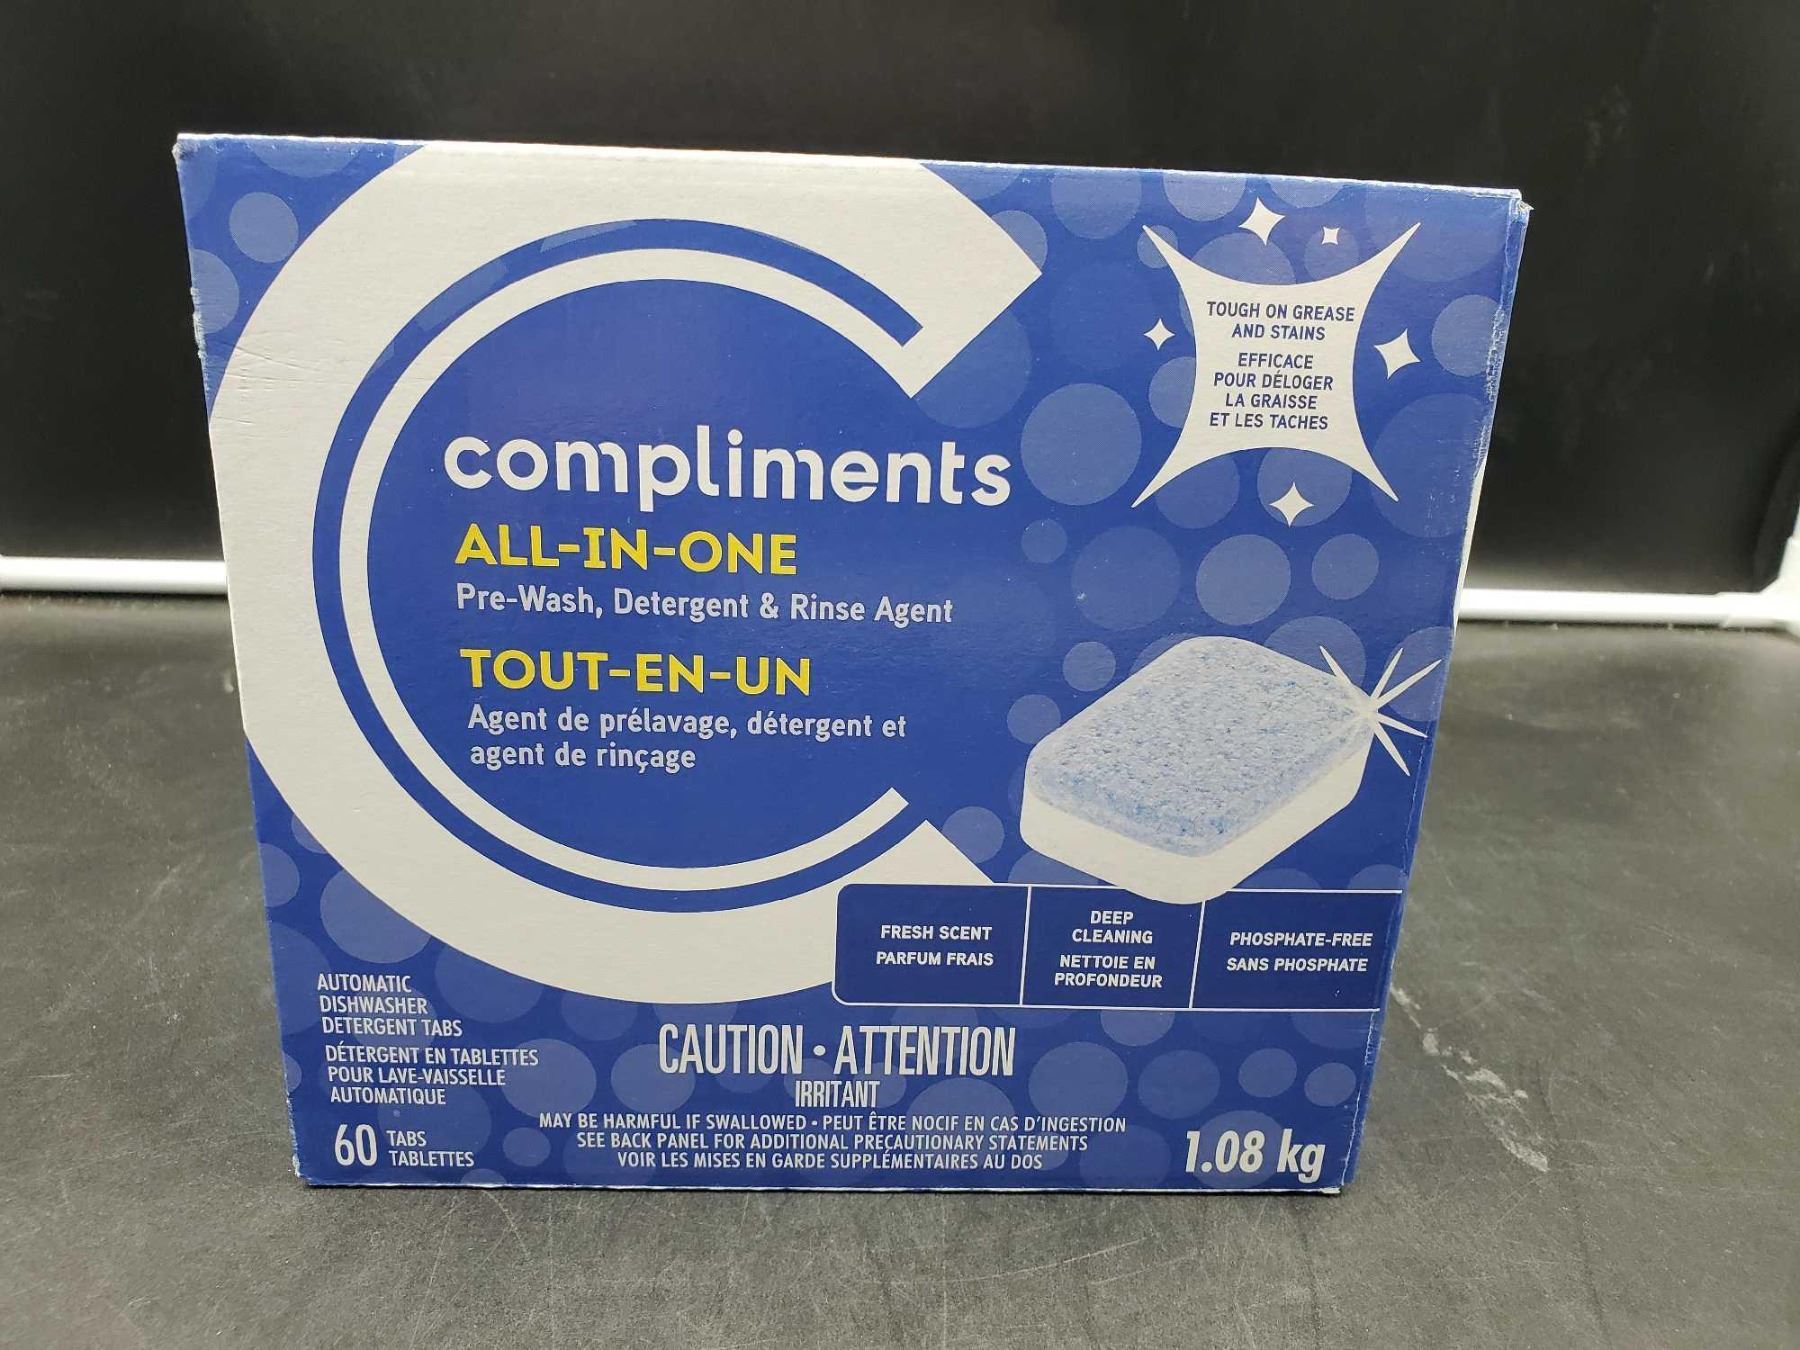 TOUGH ON GREASE
AND STAINS
EFFICACE
POUR DÉLOGER
LA GRAISSE
ET LES TACHES
compliments
ALL-IN-ONE
Pre-Wash, Detergent & Rinse Agent
TOUT-EN-UN
Agent de prélavage, détergent et
agent de rinçage
FRESH SCENT
PARFUM FRAIS
DEEP
CLEANING
NETTOIE EN
PROFONDEUR
PHOSPHATE-FREE
SANS PHOSPHATE
AUTOMATIC
DISHWASHER
DETERGENT TABS
DÉTERGENT EN TABLETTES
POUR LAVE-VAISSELLE
AUTOMATIQUE
60 TABS
TABLETTES
CAUTION • ATTENTION
IRRITANT
MAY BE HARMFUL IF SWALLOWED • PEUT ÊTRE NOCIF EN CAS D'INGESTION
SEE BACK PANEL FOR ADDITIONAL PRECAUTIONARY STATEMENTS
VOIR LES MISES EN GARDE SUPPLÉMENTAIRES AU DOS
1.08 kg